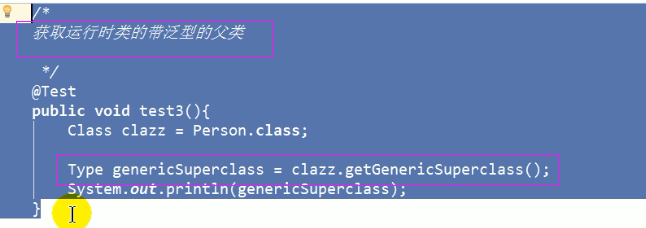 /*
获取运行时类的带泛型的父类
*/
@Test
public void test3(){
Class clazz = Person.class;
Type genericSuperclass = clazz.getGenericSuperclass();
System.out.println(genericSuperclass);
}